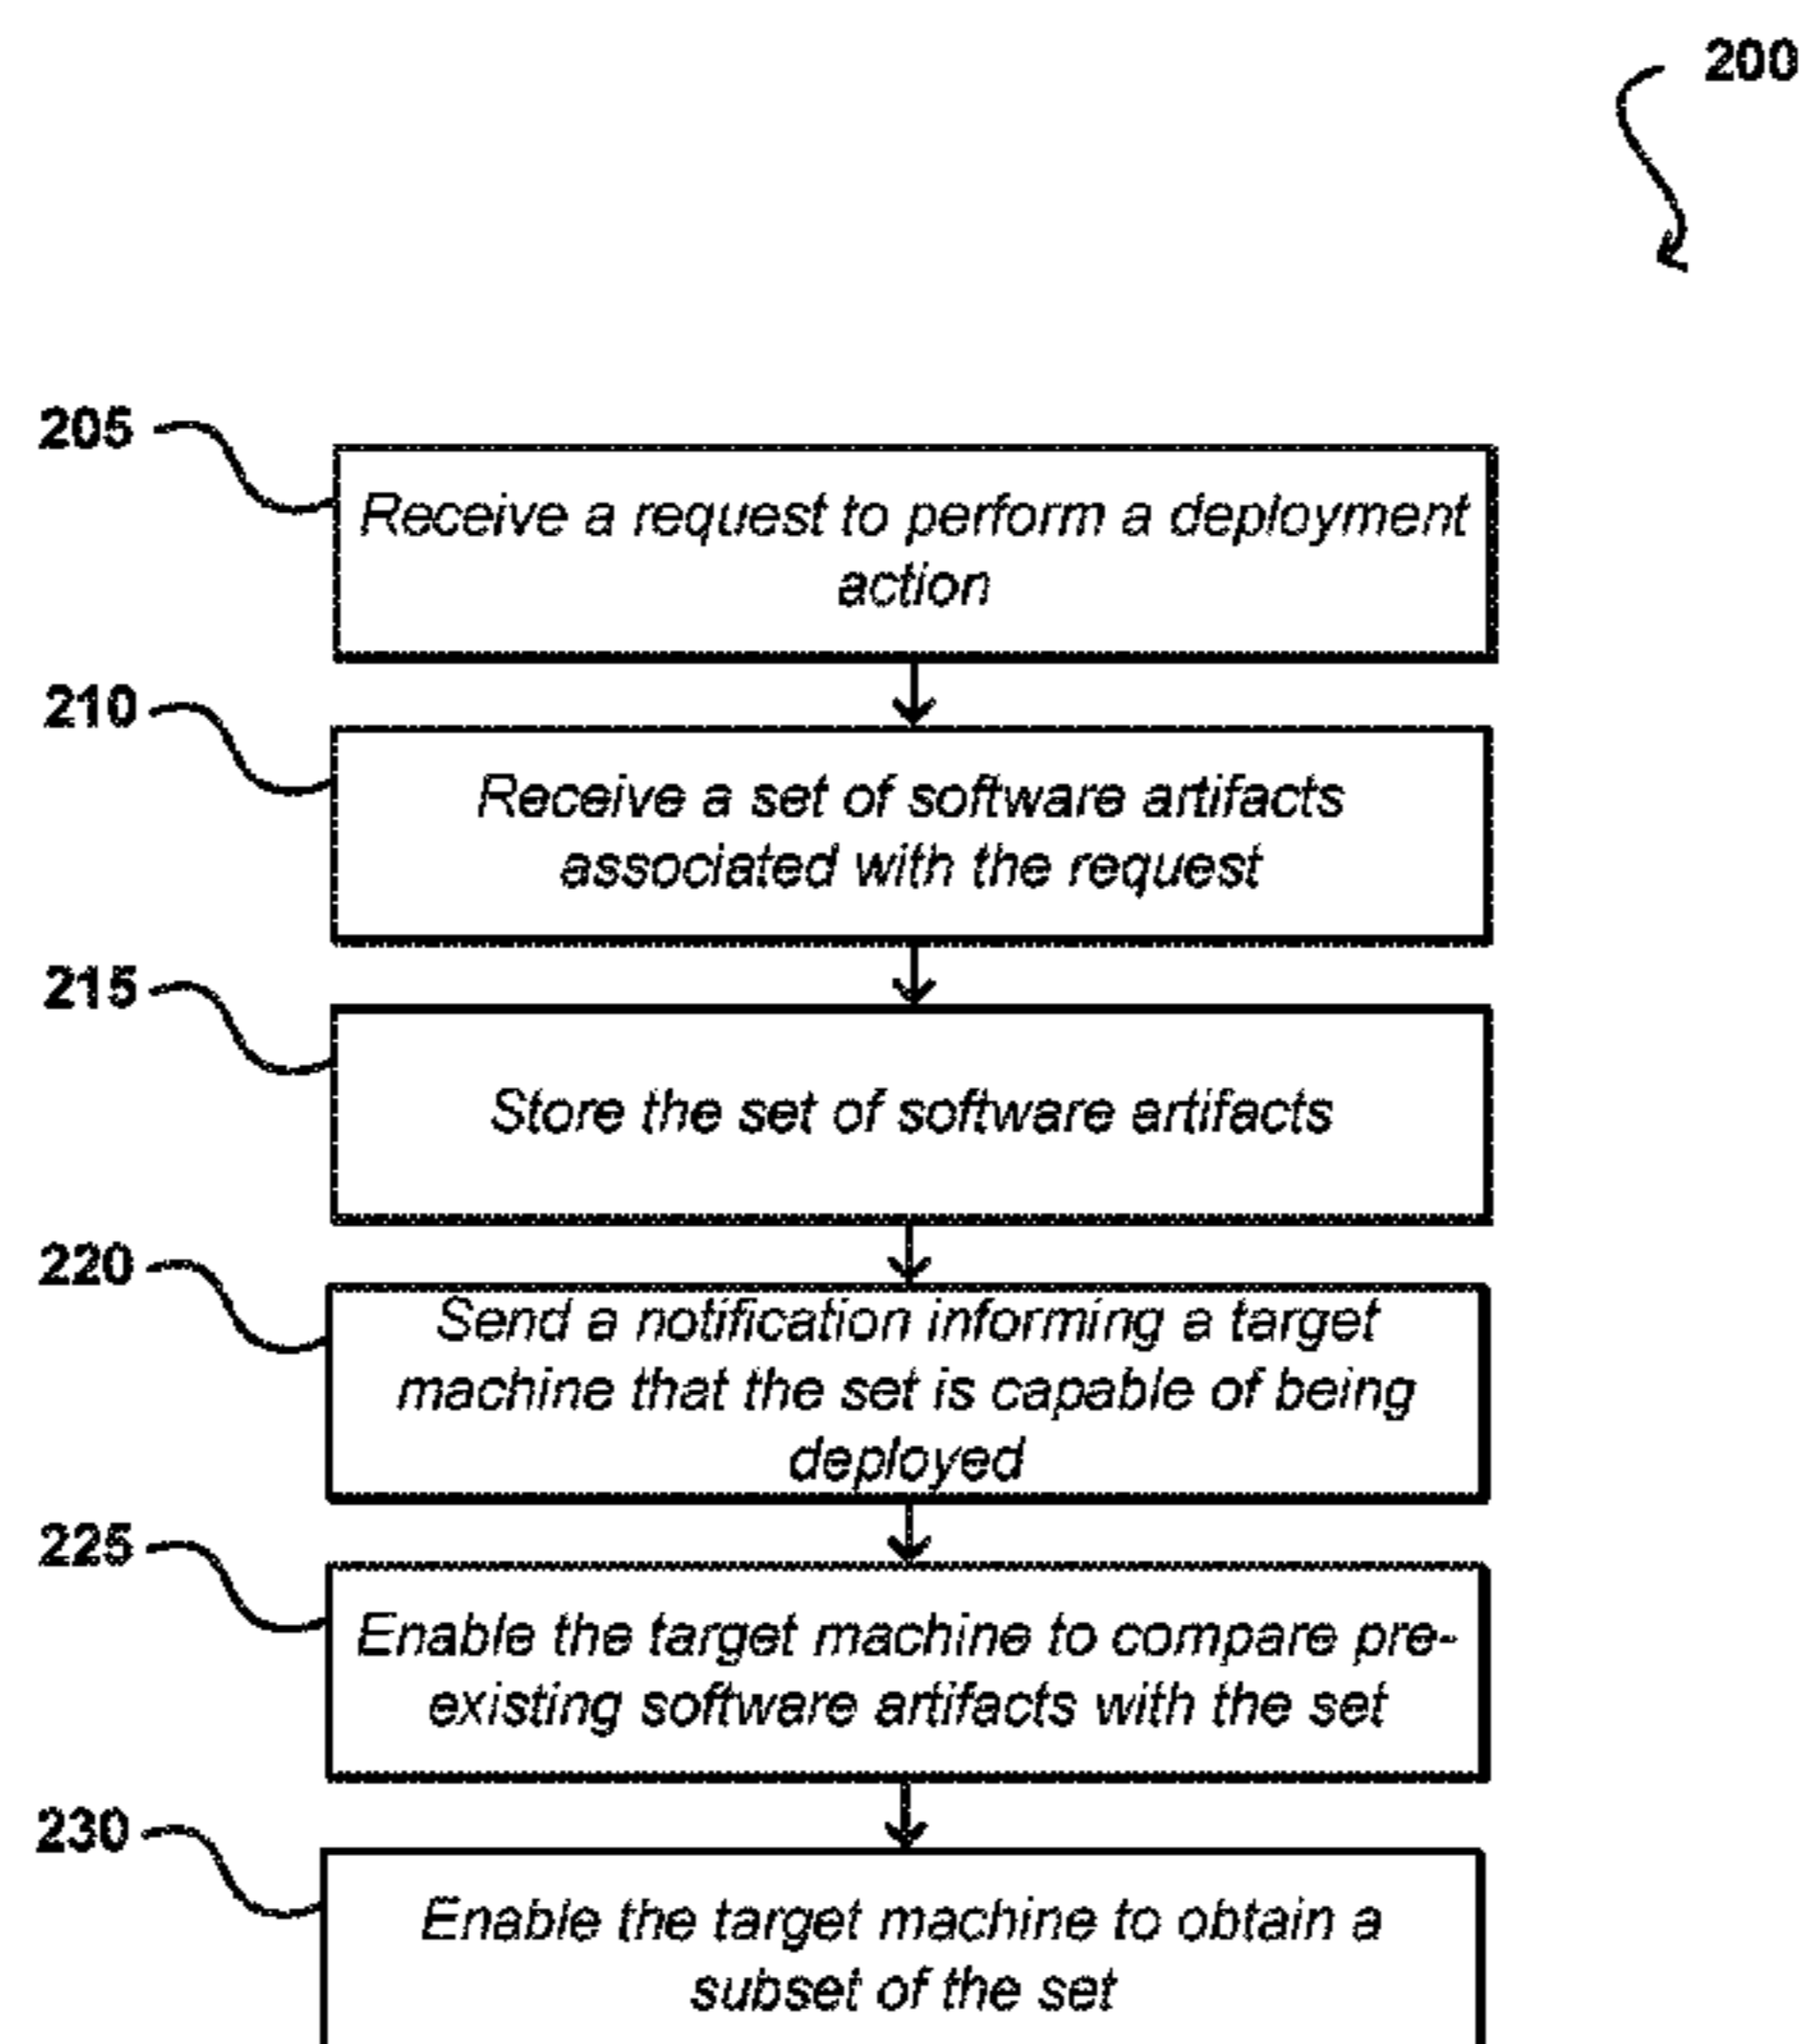 200
205
Receive a request to perform a deployment
action
210
Receive a set of software artifacts
associated with the request
215
Store the set of software artifacts
220
Send a notification informing a target
machine that the set is capable of being
deployed
225
Enable the target machine to compare pre-
existing software artifacts with the set
230
Enable the target machine to obtain a
subset of the set